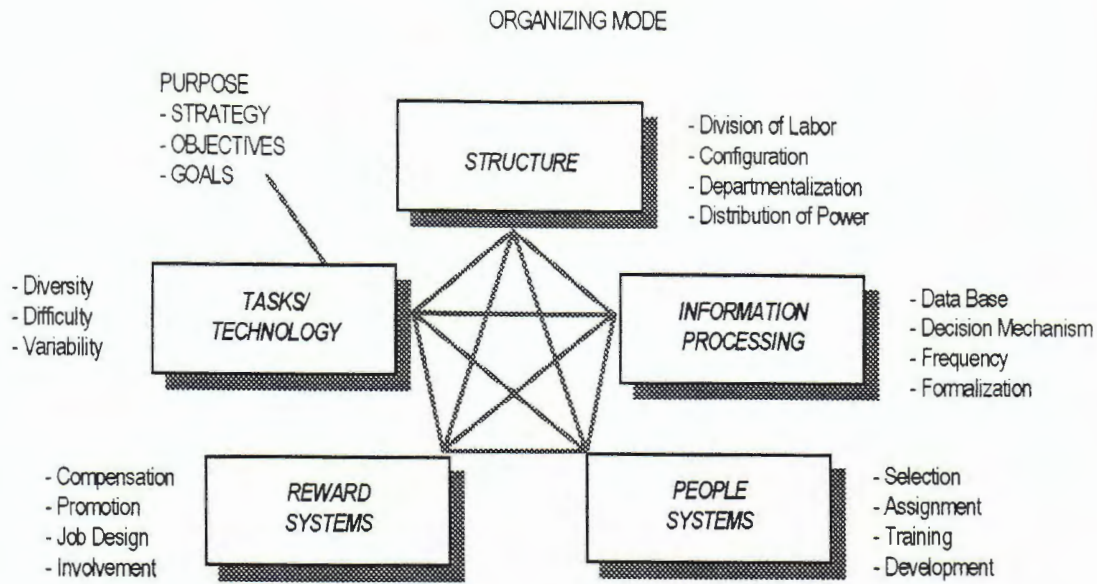 ORGANIZING MODE
PURPOSE
- STRATEGY
- OBJECTIVES
- GOALS
STRUCTURE
- Division of Labor
- Configuration
- Departmentalization
- Distribution of Power
- Diversity
- Difficulty
- Variability
TASKS/
TECHNOLOGY
INFORMATION
PROCESSING
- Data Base
- Decision Mechanism
- Frequency
- Formalization
- Compensation
- Promotion
- Job Design
- Involvement
REWARD
SYSTEMS
PEOPLE
SYSTEMS
- Selection
- Assignment
- Training
- Development